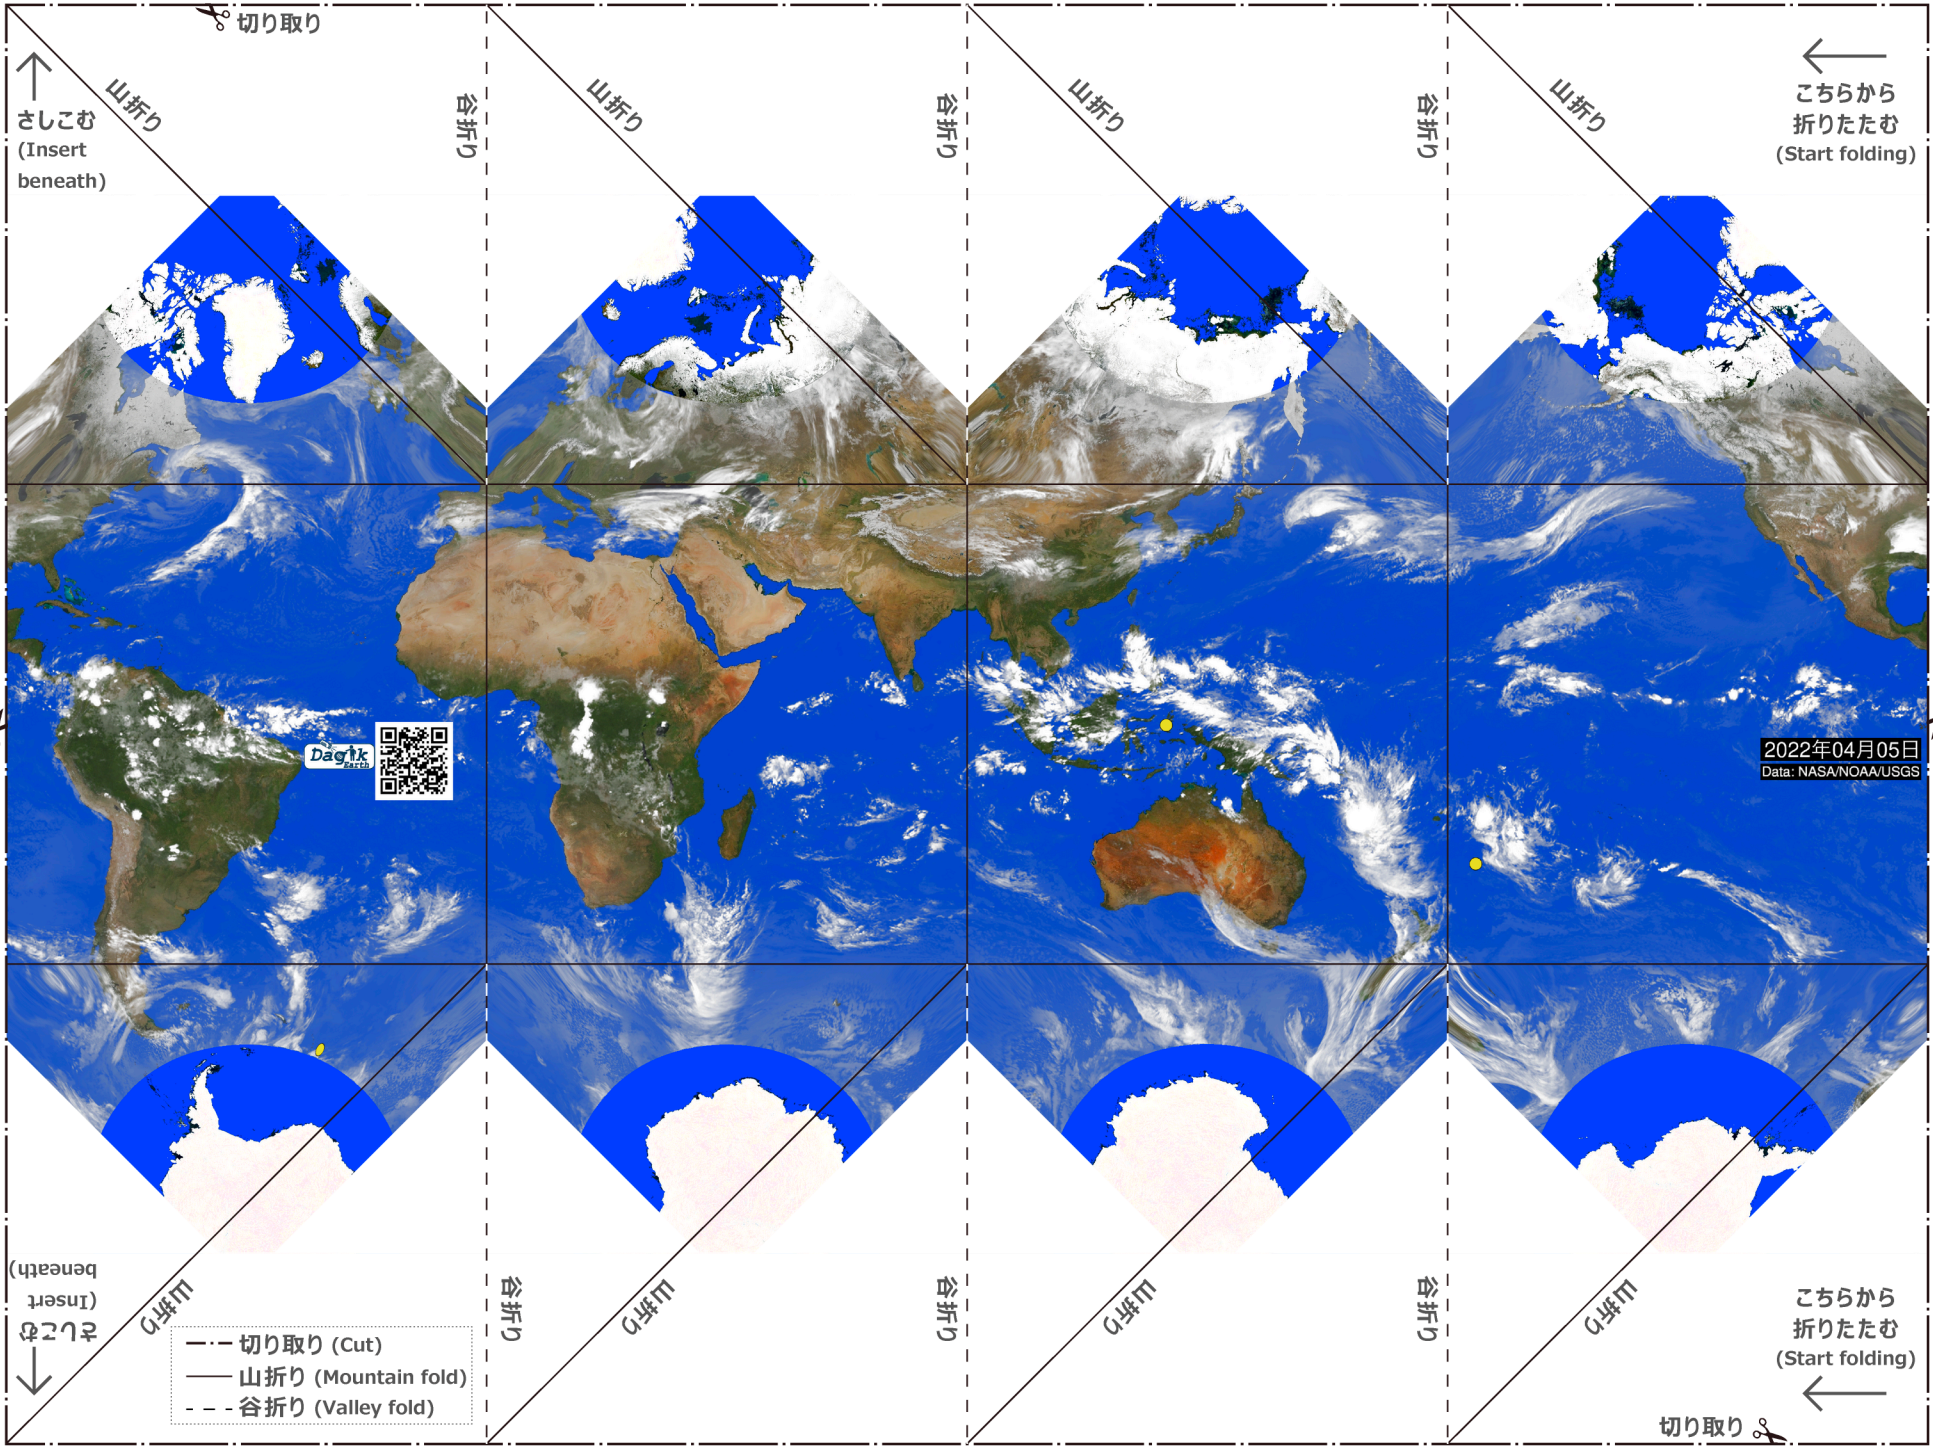 切り取り
山折り
谷折り
山折り
谷折り
山折り
谷折り
山折り
さしこむ
(Insert
beneath)
こちらから
折りたたむ
(Start folding)
Dagik
Earth
2022年04月05日
Data: NASA/NOAA/USGS
さしこむ
(Insert
beneath)
山折り
谷折り
山折り
谷折り
山折り
谷折り
山折り
こちらから
折りたたむ
(Start folding)
切り取り (Cut)
山折り (Mountain fold)
谷折り (Valley fold)
切り取り